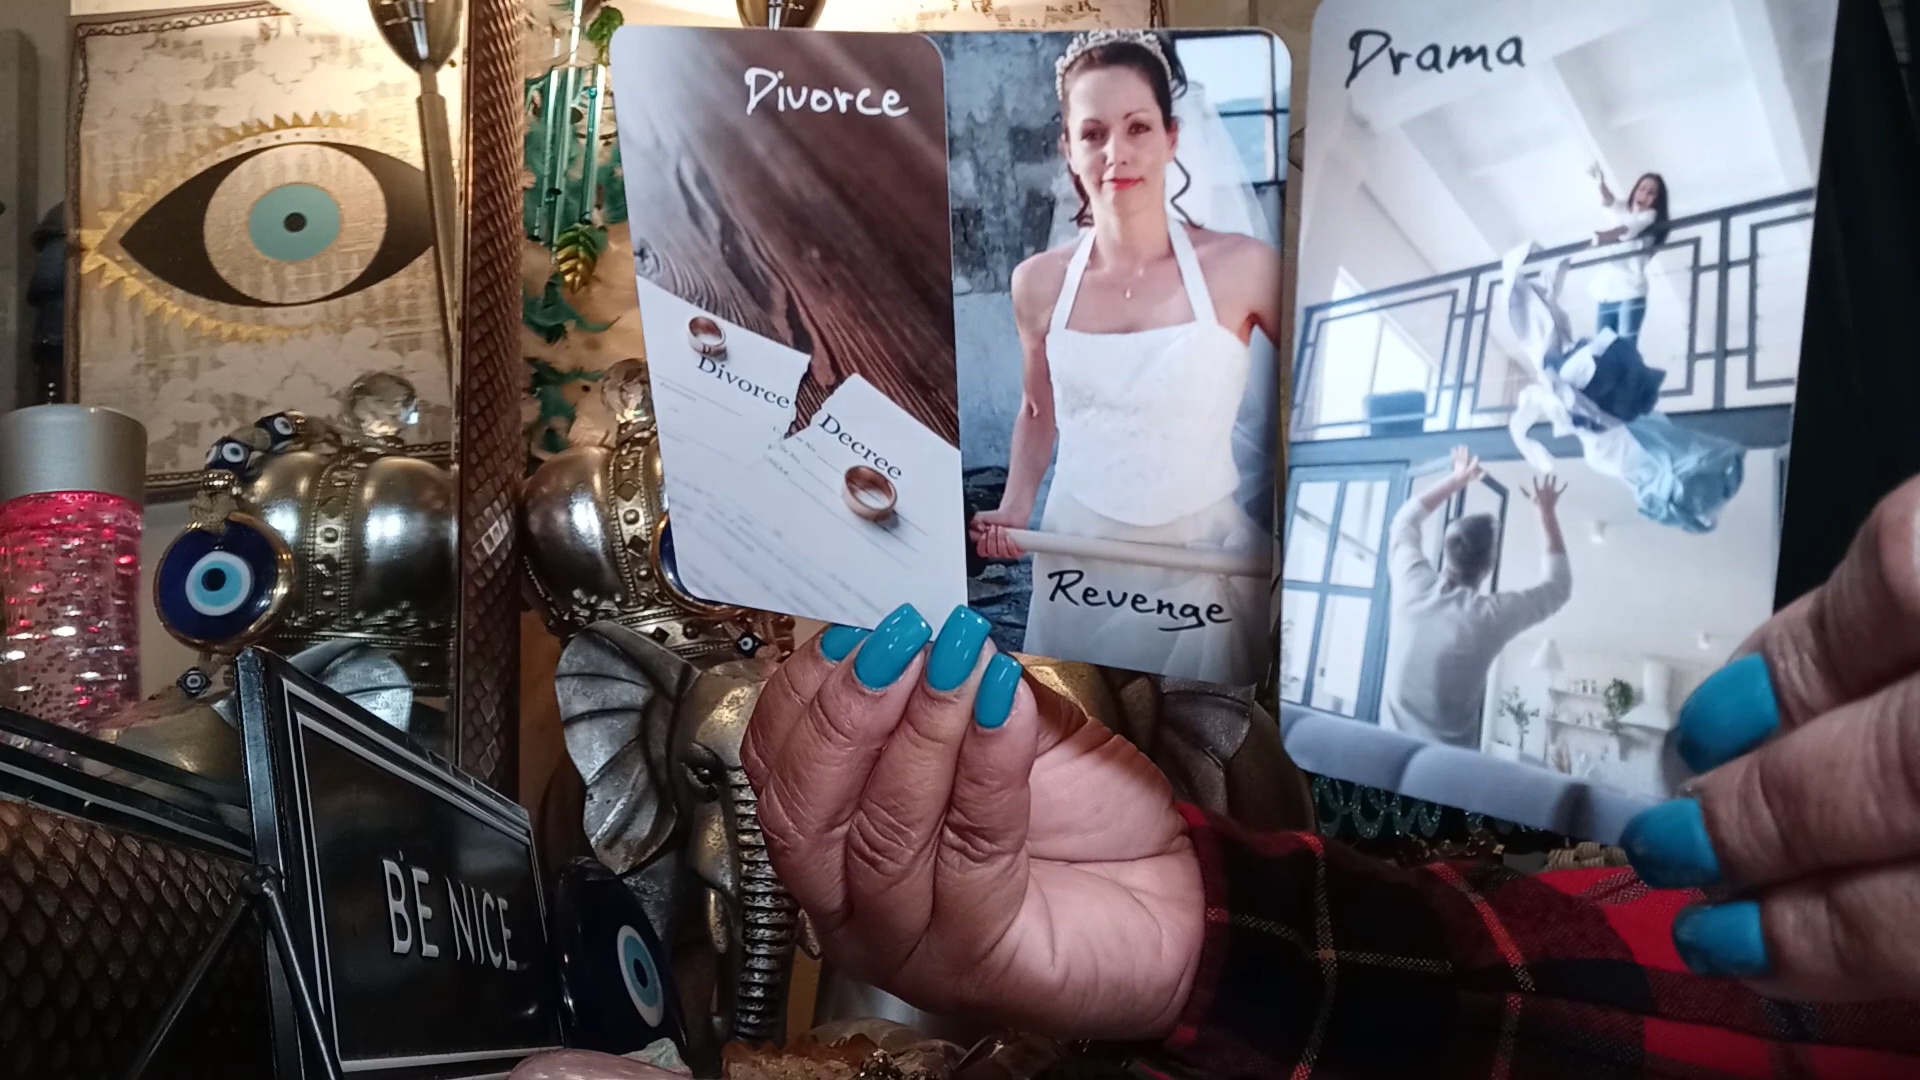 Divorce
Divorce
Decree
Revenge
Drama
BE NICE